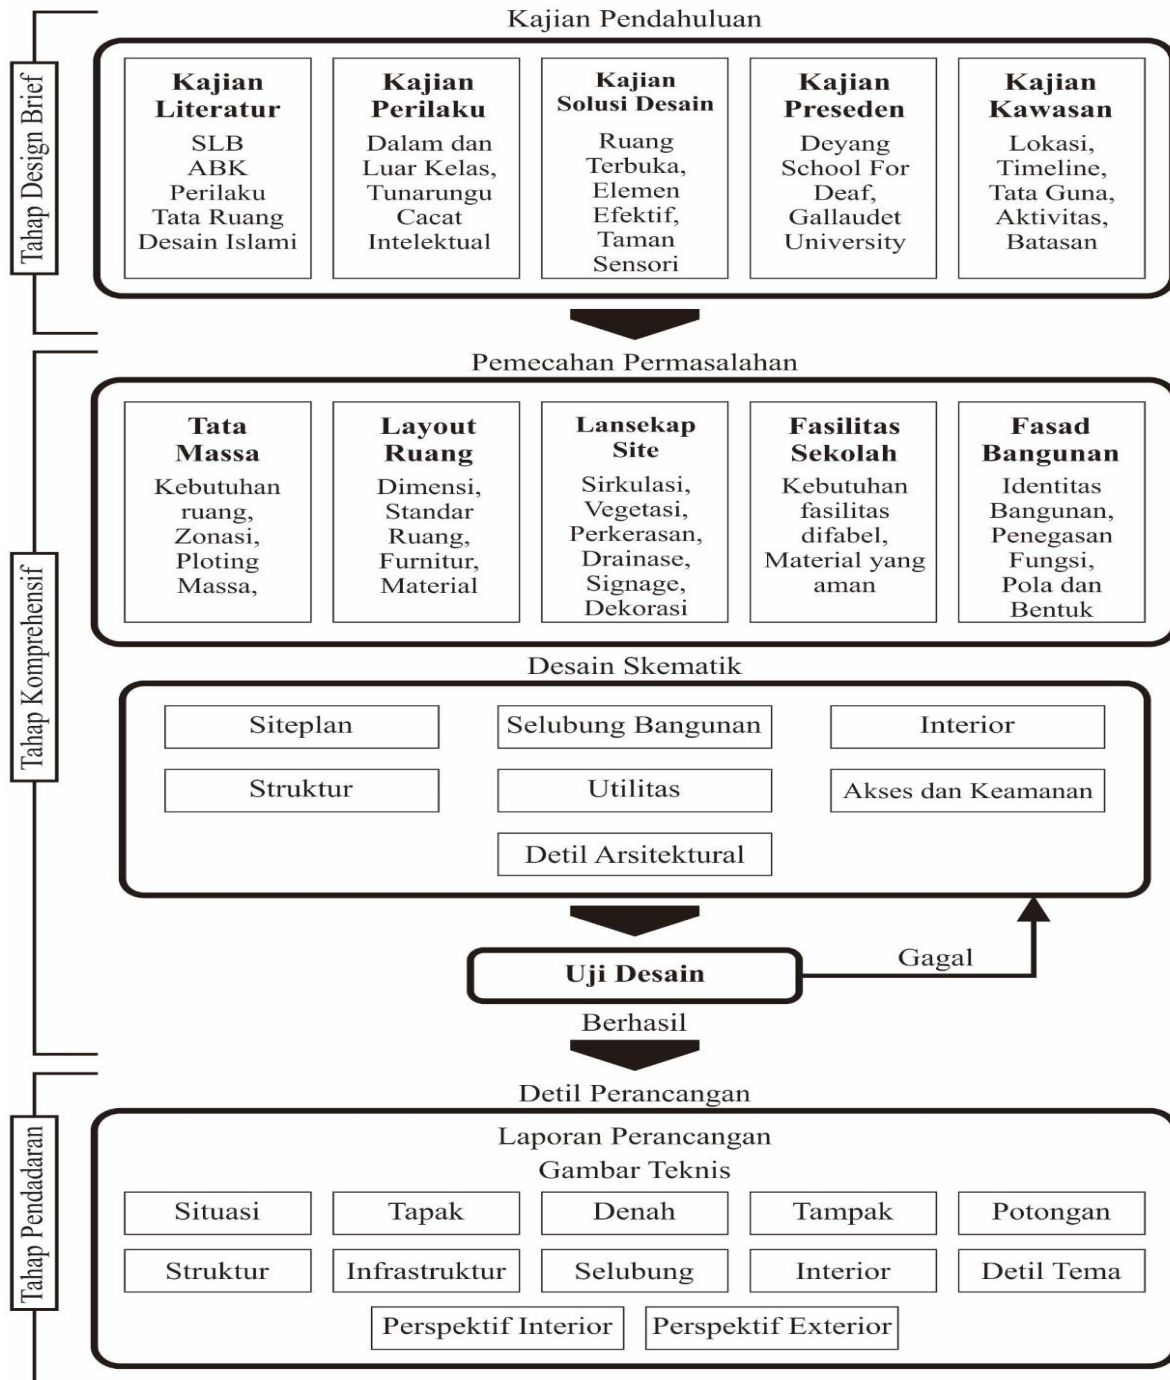 Kajian Pendahuluan
Tahap Design Brief
Kajian
Literatur
SLB
ABK
Perilaku
Tata Ruang
Desain Islami
Kajian
Perilaku
Dalam dan
Luar Kelas,
Tunarungu
Cacat
Intelektual
Kajian
Solusi Desain
Ruang
Terbuka,
Elemen
Efektif,
Taman
Sensori
Kajian
Preseden
Deyang
School For
Deaf,
Gallaudet
University
Kajian
Kawasan
Lokasi,
Timeline,
Tata Guna,
Aktivitas,
Batasan
Tahap Komprehensif
Pemecahan Permasalahan
Tata
Massa
Kebutuhan
ruang,
Zonasi,
Ploting
Massa,
Layout
Ruang
Dimensi,
Standar
Ruang,
Furnitur,
Material
Lansekap
Site
Sirkulasi,
Vegetasi,
Perkerasan,
Drainase,
Signage,
Dekorasi
Fasilitas
Sekolah
Kebutuhan
fasilitas
difabel,
Material yang
aman
Fasad
Bangunan
Identitas
Bangunan,
Penegasan
Fungsi,
Pola dan
Bentuk
Desain Skematik
Siteplan
Selubung Bangunan
Interior
Struktur
Utilitas
Akses dan Keamanan
Detil Arsitektural
Uji Desain
Gagal
Berhasil
Tahap Pendadaran
Detil Perancangan
Laporan Perancangan
Gambar Teknis
Situasi
Tapak
Denah
Tampak
Potongan
Struktur
Infrastruktur
Selubung
Interior
Detil Tema
Perspektif Interior
Perspektif Exterior